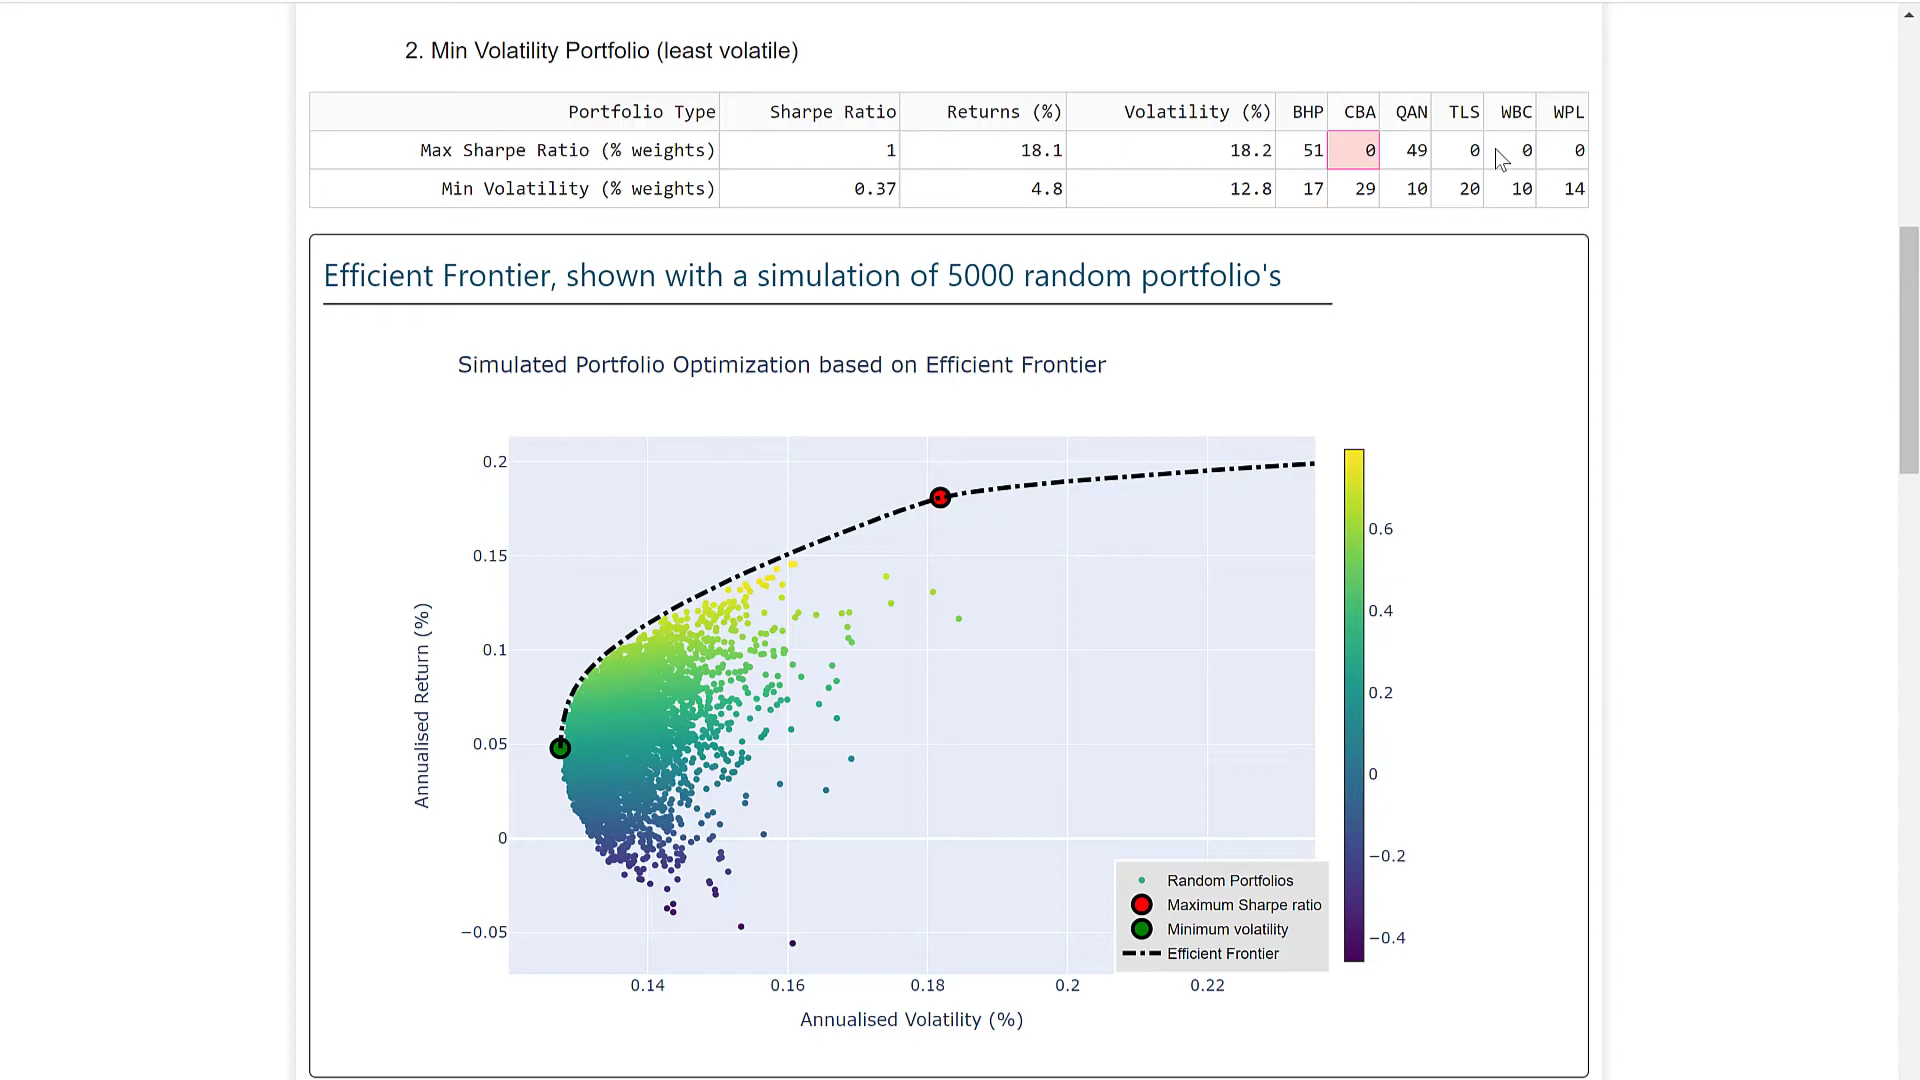 2. Min Volatility Portfolio (least volatile)
Portfolio Type Sharpe Ratio Returns (%) Volatility (%) BHP CBA QAN TLS WBC WPL
Max Sharpe Ratio (% weights) 1 18.1 18.2 51 0 49 0 0 0
Min Volatility (% weights) 0.37 4.8 12.8 17 29 10 20 10 14
Efficient Frontier, shown with a simulation of 5000 random portfolio's
Simulated Portfolio Optimization based on Efficient Frontier
0.2
0.15
0.1
0.05
0
−0.05
Annualised Return (%)
0.14 0.16 0.18 0.2 0.22
Annualised Volatility (%)
Random Portfolios
Maximum Sharpe ratio
Minimum volatility
Efficient Frontier
0.6
0.4
0.2
0
−0.2
−0.4